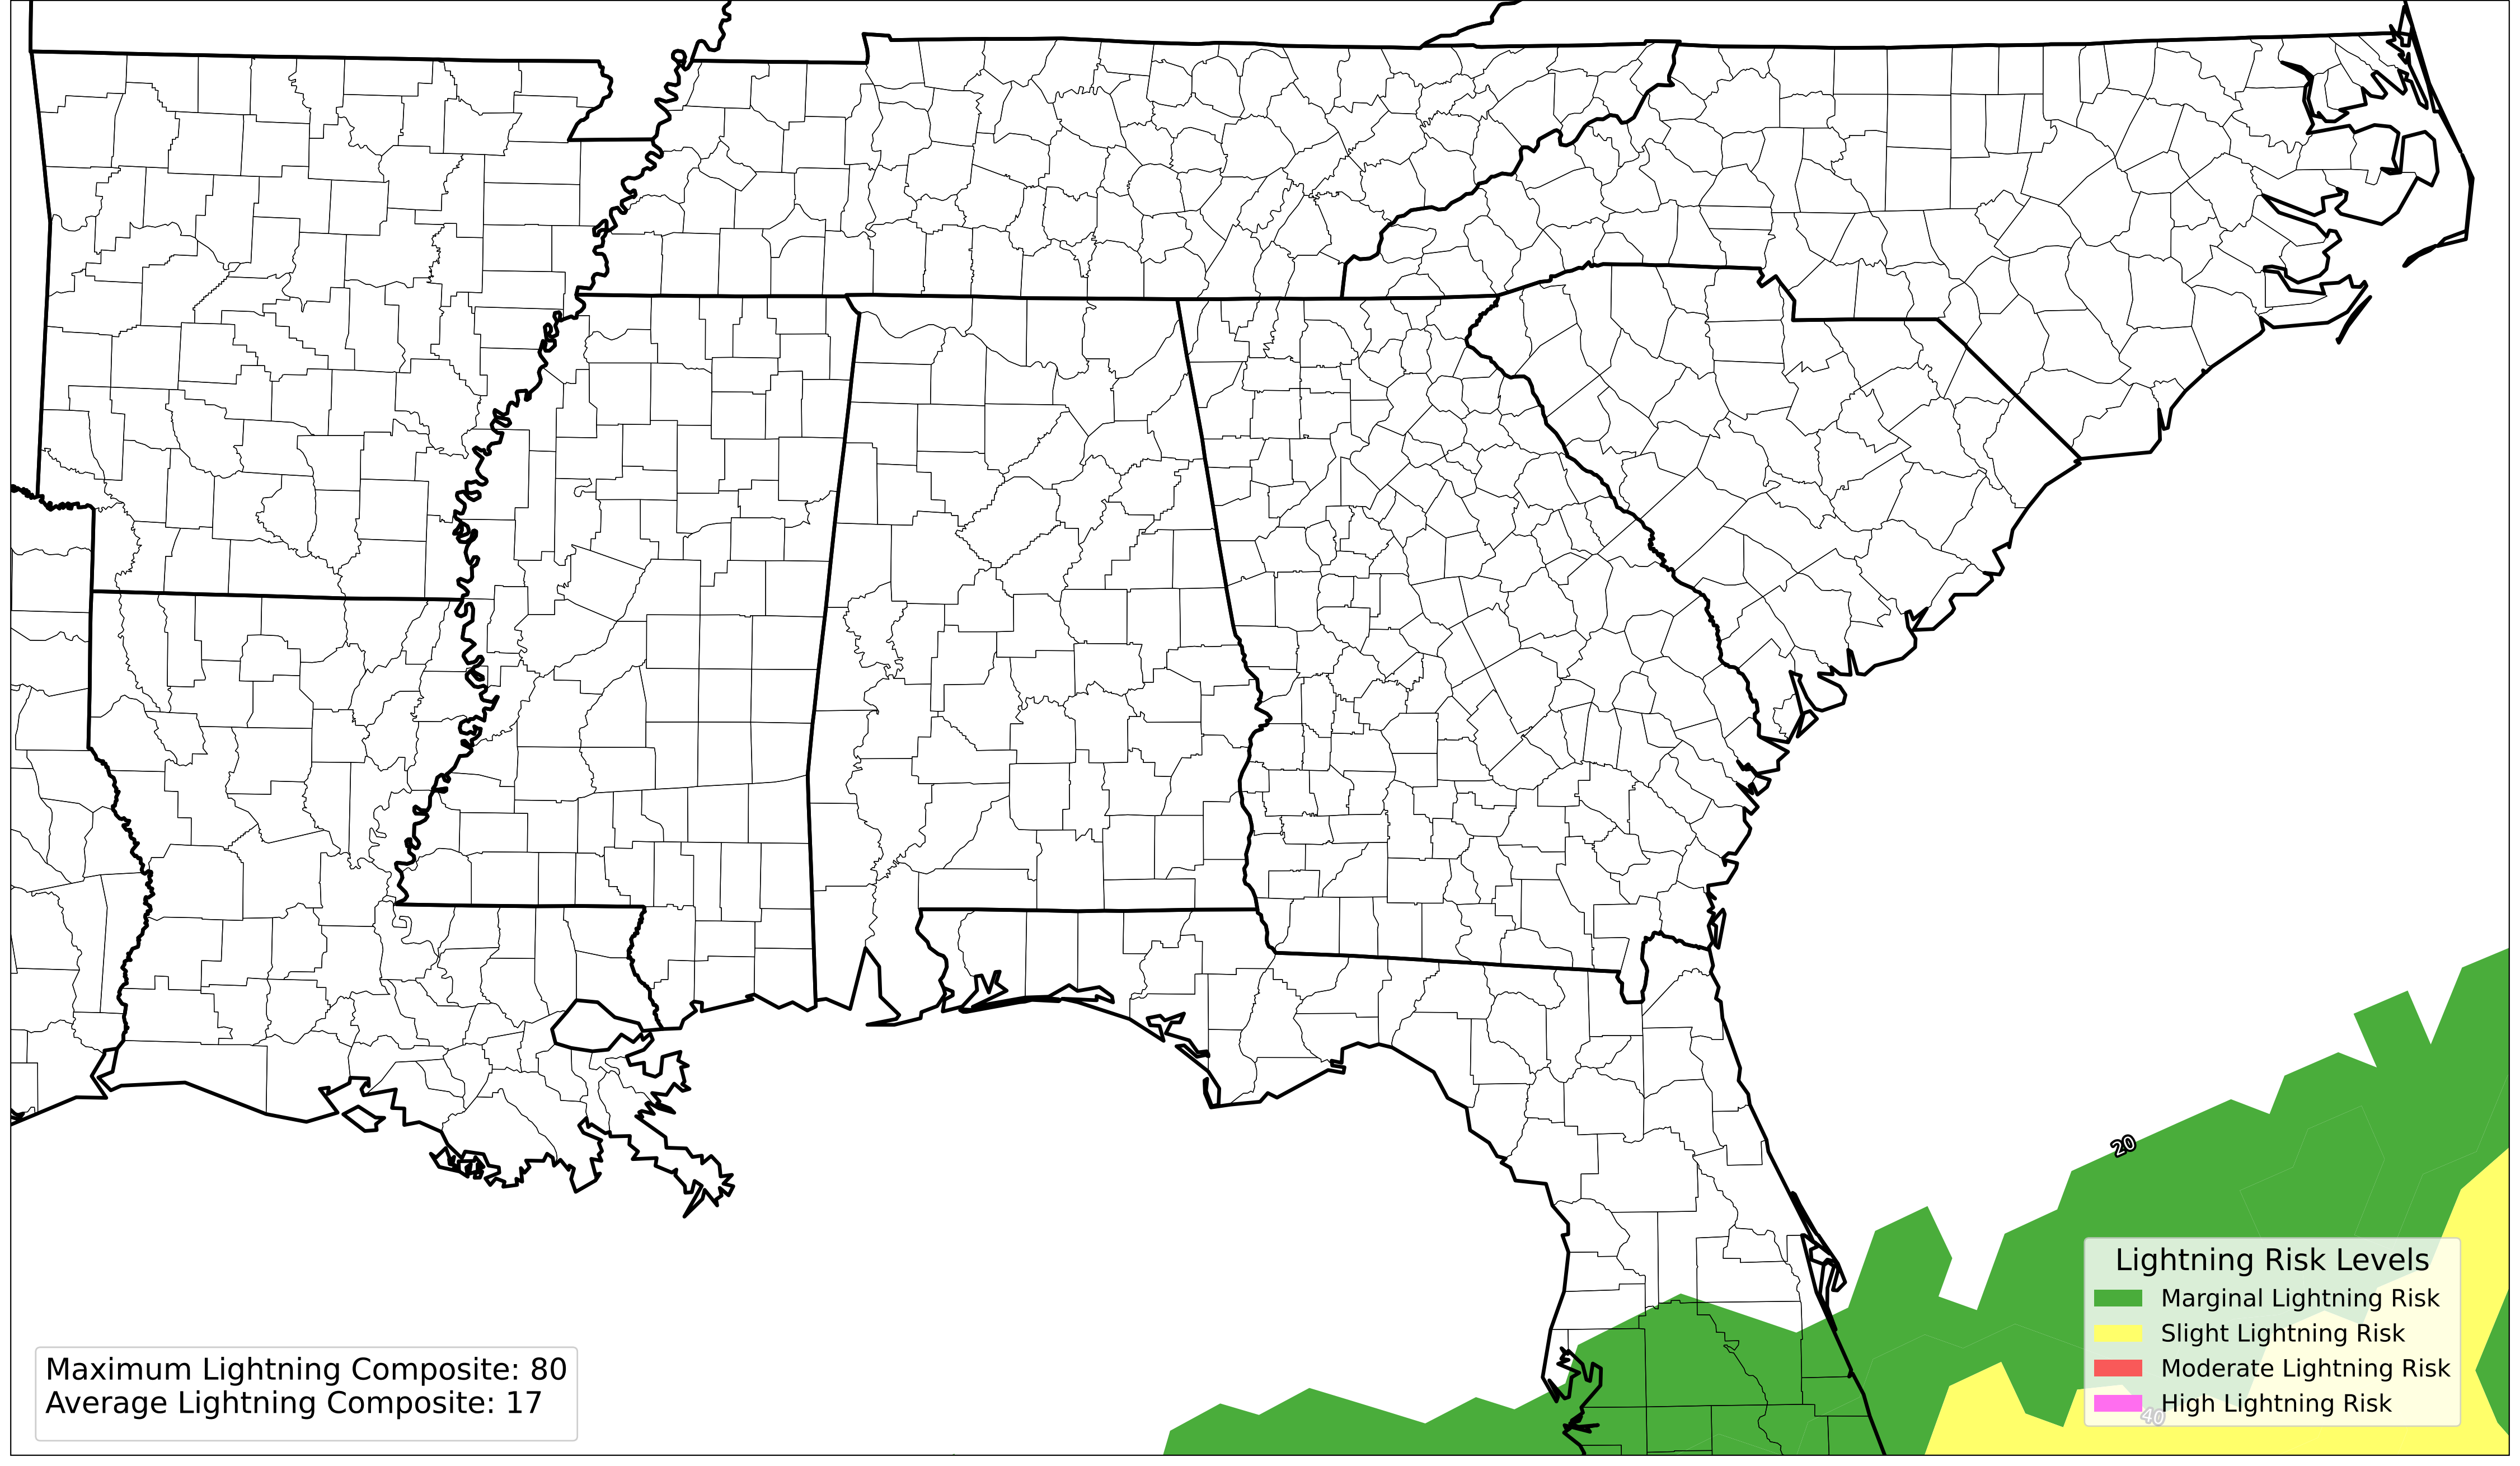 20
Lightning Risk Levels
Marginal Lightning Risk
Slight Lightning Risk
Moderate Lightning Risk
High Lightning Risk
40
Maximum Lightning Composite: 80
Average Lightning Composite: 17